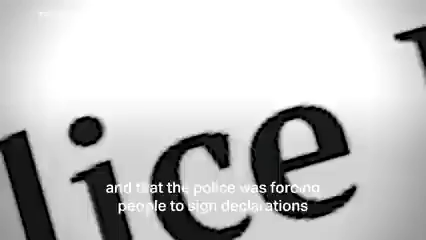 lice
and that the police was forcing
people to sign declarations